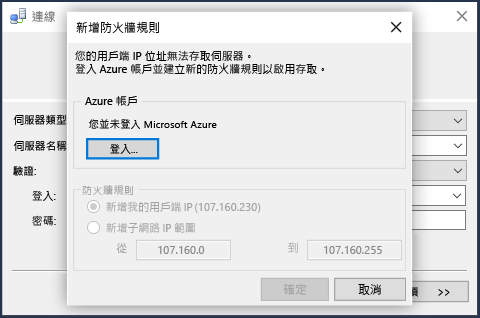 連線
新增防火牆規則
您的用戶端 IP 位址無法存取伺服器。
登入 Azure 帳戶並建立新的防火牆規則以啟用存取。
Azure 帳戶
您並未登入 Microsoft Azure
登入...
伺服器類型
伺服器名稱
驗證:
登入:
密碼:
防火牆規則
新增我的用戶端 IP (107.160.230)
新增子網路 IP 範圍
從 107.160.0 到 107.160.255
確定 取消
>>